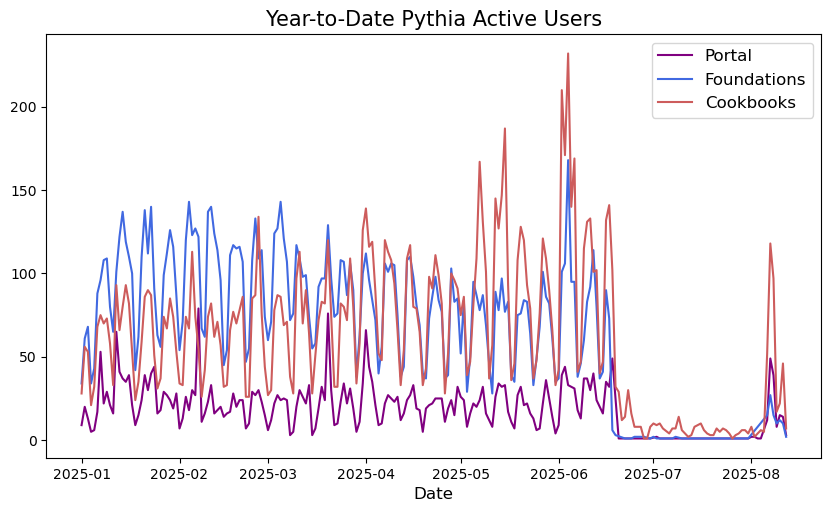 Year-to-Date Pythia Active Users
Portal
Foundations
Cookbooks
200
150
100
50
0
2025-01 2025-02 2025-03 2025-04 2025-05 2025-06 2025-07 2025-08
Date